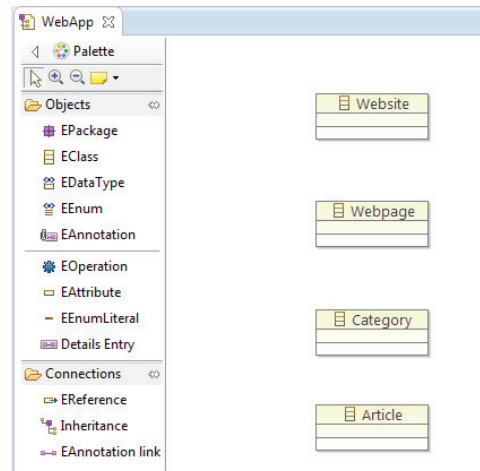 WebApp
Palette
Objects
EPackage
EClass
EDataType
EEnum
EAnnotation
EOperation
EAttribute
EEnumLiteral
Details Entry
Connections
EReference
Inheritance
EAnnotation link
Website
Webpage
Category
Article